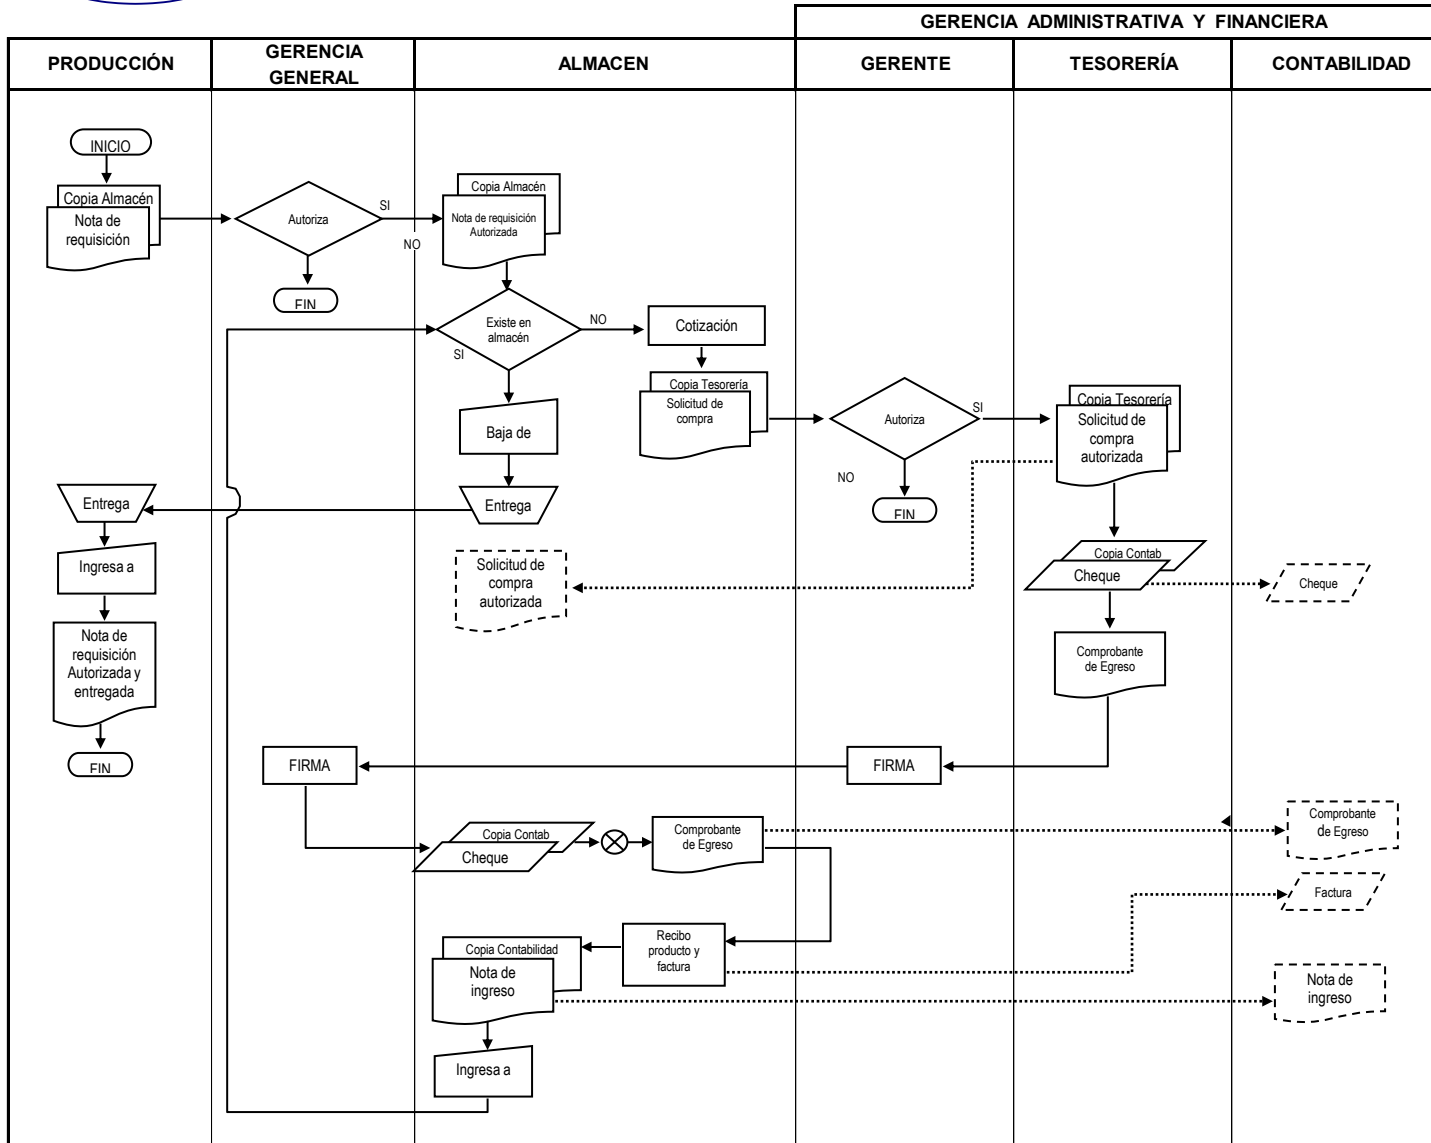 GERENCIA ADMINISTRATIVA Y FINANCIERA
PRODUCCIÓN
GERENCIA
GENERAL
ALMACEN
GERENTE
TESORERÍA
CONTABILIDAD
INICIO
Copia Almacén
Nota de
requisición
Autoriza
SI
NO
FIN
Copia Almacén
Nota de requisición
Autorizada
Existe en
almacén
NO
SI
Cotización
Copia Tesorería
Solicitud de
compra
Baja de
Entrega
Autoriza
SI
NO
FIN
Copia Tesorería
Solicitud de
compra
autorizada
Entrega
Ingresa a
Nota de
requisición
Autorizada y
entregada
FIN
Solicitud de
compra
autorizada
Copia Contab
Cheque
Cheque
Comprobante
de Egreso
FIRMA
FIRMA
Copia Contab
Cheque
Comprobante
de Egreso
Comprobante
de Egreso
Factura
Recibo
producto y
factura
Copia Contabilidad
Nota de
ingreso
Nota de
ingreso
Ingresa a